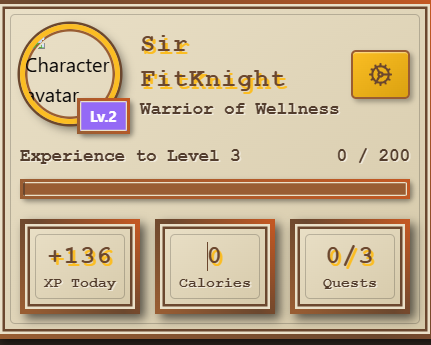 Character
avatar
Lv.2
Sir
FitKnight
Warrior of Wellness
Experience to Level 3
0 / 200
+136
XP Today
0
Calories
0/3
Quests